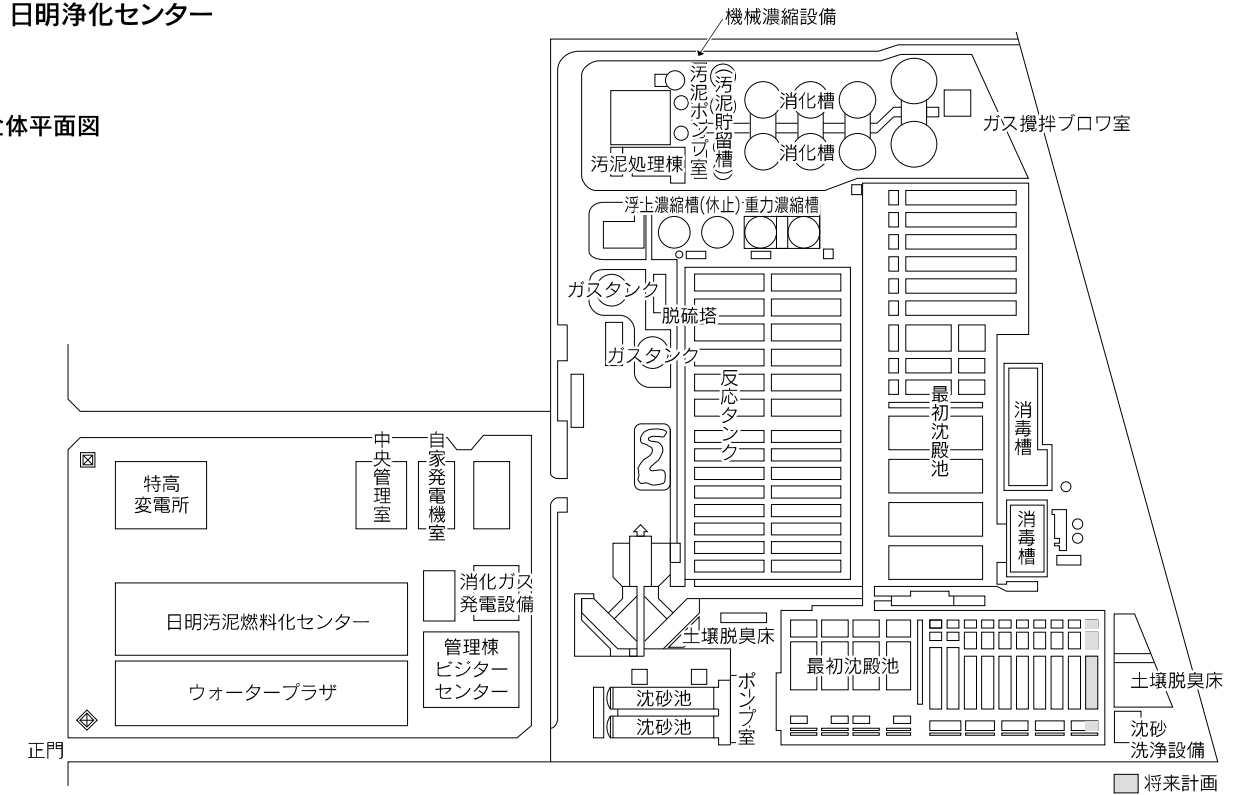 日明浄化センター
全体平面図
機械濃縮設備
汚泥ポンプ室
(汚泥貯留槽)
消化槽
消化槽
ガス攪拌ブロワ室
汚泥処理棟
浮上濃縮槽(休止)
重力濃縮槽
ガスタンク
脱硫塔
ガスタンク
反応タンク
最初沈殿池
消毒槽
消毒槽
中央管理室
自家発電機室
特高
変電所
消化ガス
発電設備
日明汚泥燃料化センター
管理棟
ビジター
センター
ウォータープラザ
土壌脱臭床
最初沈殿池
土壌脱臭床
沈砂池
沈砂池
ポンプ室
沈砂
洗浄設備
正門
将来計画